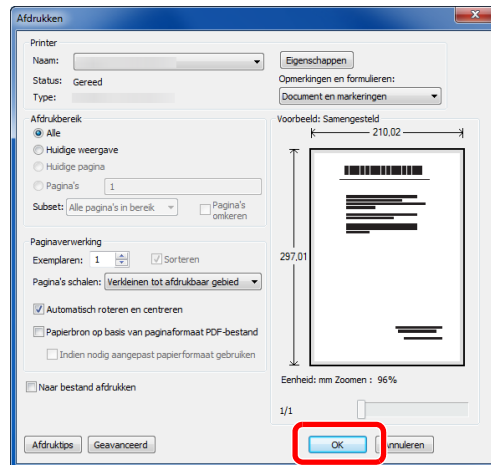 Afdrukken
Printer
Naam:
Eigenschappen
Status: Gereed
Opmerkingen en formulieren:
Type:
Document en markeringen
Afdrukbereik
Alle
Huidige weergave
Huidige pagina
Pagina's 1
Subset: Alle pagina's in bereik
Pagina's omkeren
Paginaverwerking
Exemplaren: 1
Sorteren
Pagina's schalen: Verkleinen tot afdrukbaar gebied
Automatisch roteren en centreren
Papierbron op basis van paginaformaat PDF-bestand
Indien nodig aangepast papierformaat gebruiken
Naar bestand afdrukken
Voorbeeld: Samengesteld
210,02
297,01
Eenheid: mm Zoomen : 96%
1/1
Afdruktips
Geavanceerd
OK
Annuleren